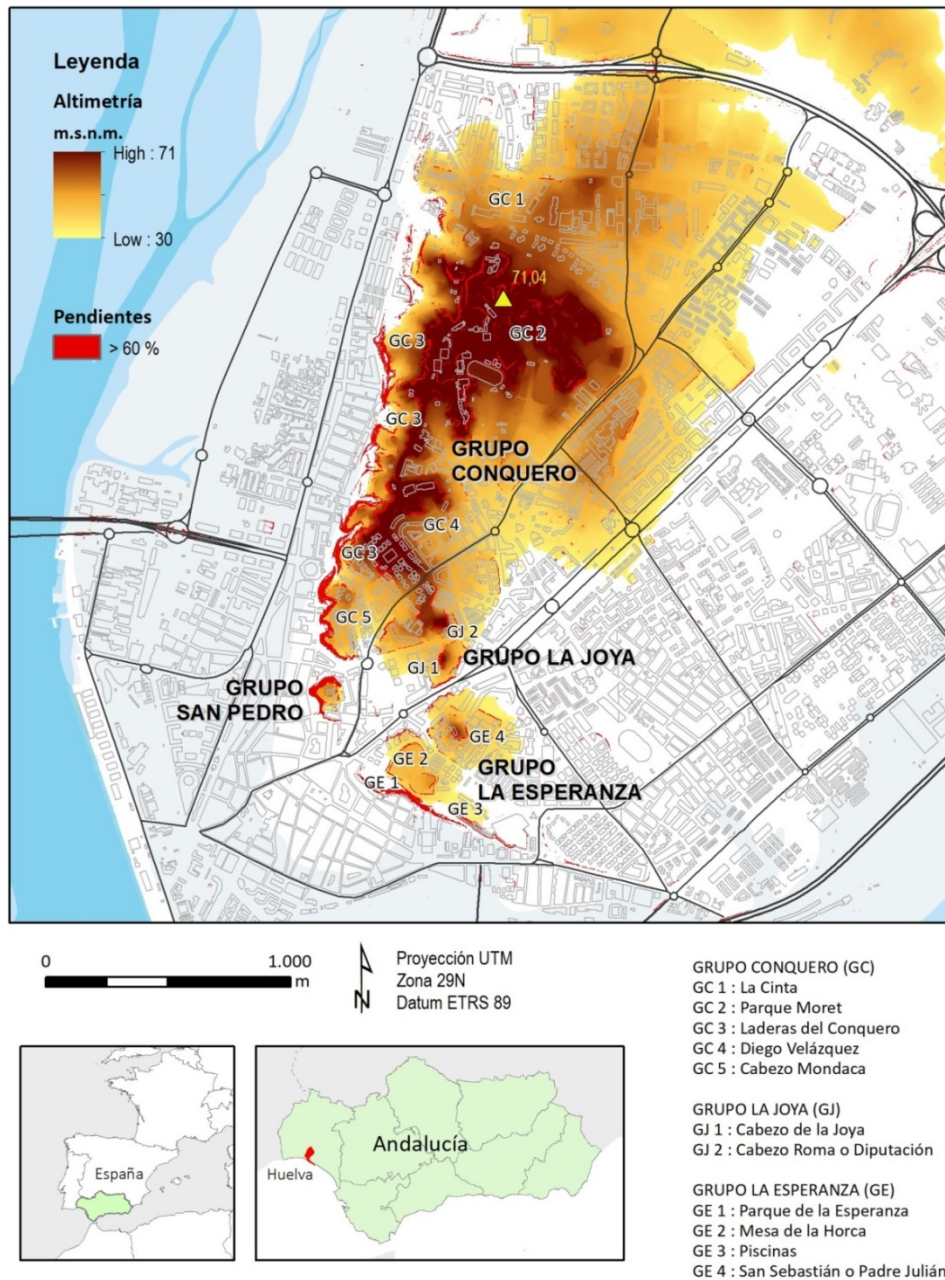 Leyenda
Altimetría
m.s.n.m.
High : 71
Low : 30
Pendientes
> 60 %
GC 1
71,04
GC 2
GC 3
GC 3
GRUPO
CONQUERO
GC 4
GC 3
GC 5
GJ 2
GJ 1
GRUPO LA JOYA
GRUPO
SAN PEDRO
GE 4
GE 2
GRUPO
LA ESPERANZA
GE 1
GE 3
0 1.000
m
N
Proyección UTM
Zona 29N
Datum ETRS 89
España
Andalucía
Huelva
GRUPO CONQUERO (GC)
GC 1 : La Cinta
GC 2 : Parque Moret
GC 3 : Laderas del Conquero
GC 4 : Diego Velázquez
GC 5 : Cabezo Mondaca
GRUPO LA JOYA (GJ)
GJ 1 : Cabezo de la Joya
GJ 2 : Cabezo Roma o Diputación
GRUPO LA ESPERANZA (GE)
GE 1 : Parque de la Esperanza
GE 2 : Mesa de la Horca
GE 3 : Piscinas
GE 4 : San Sebastián o Padre Julián